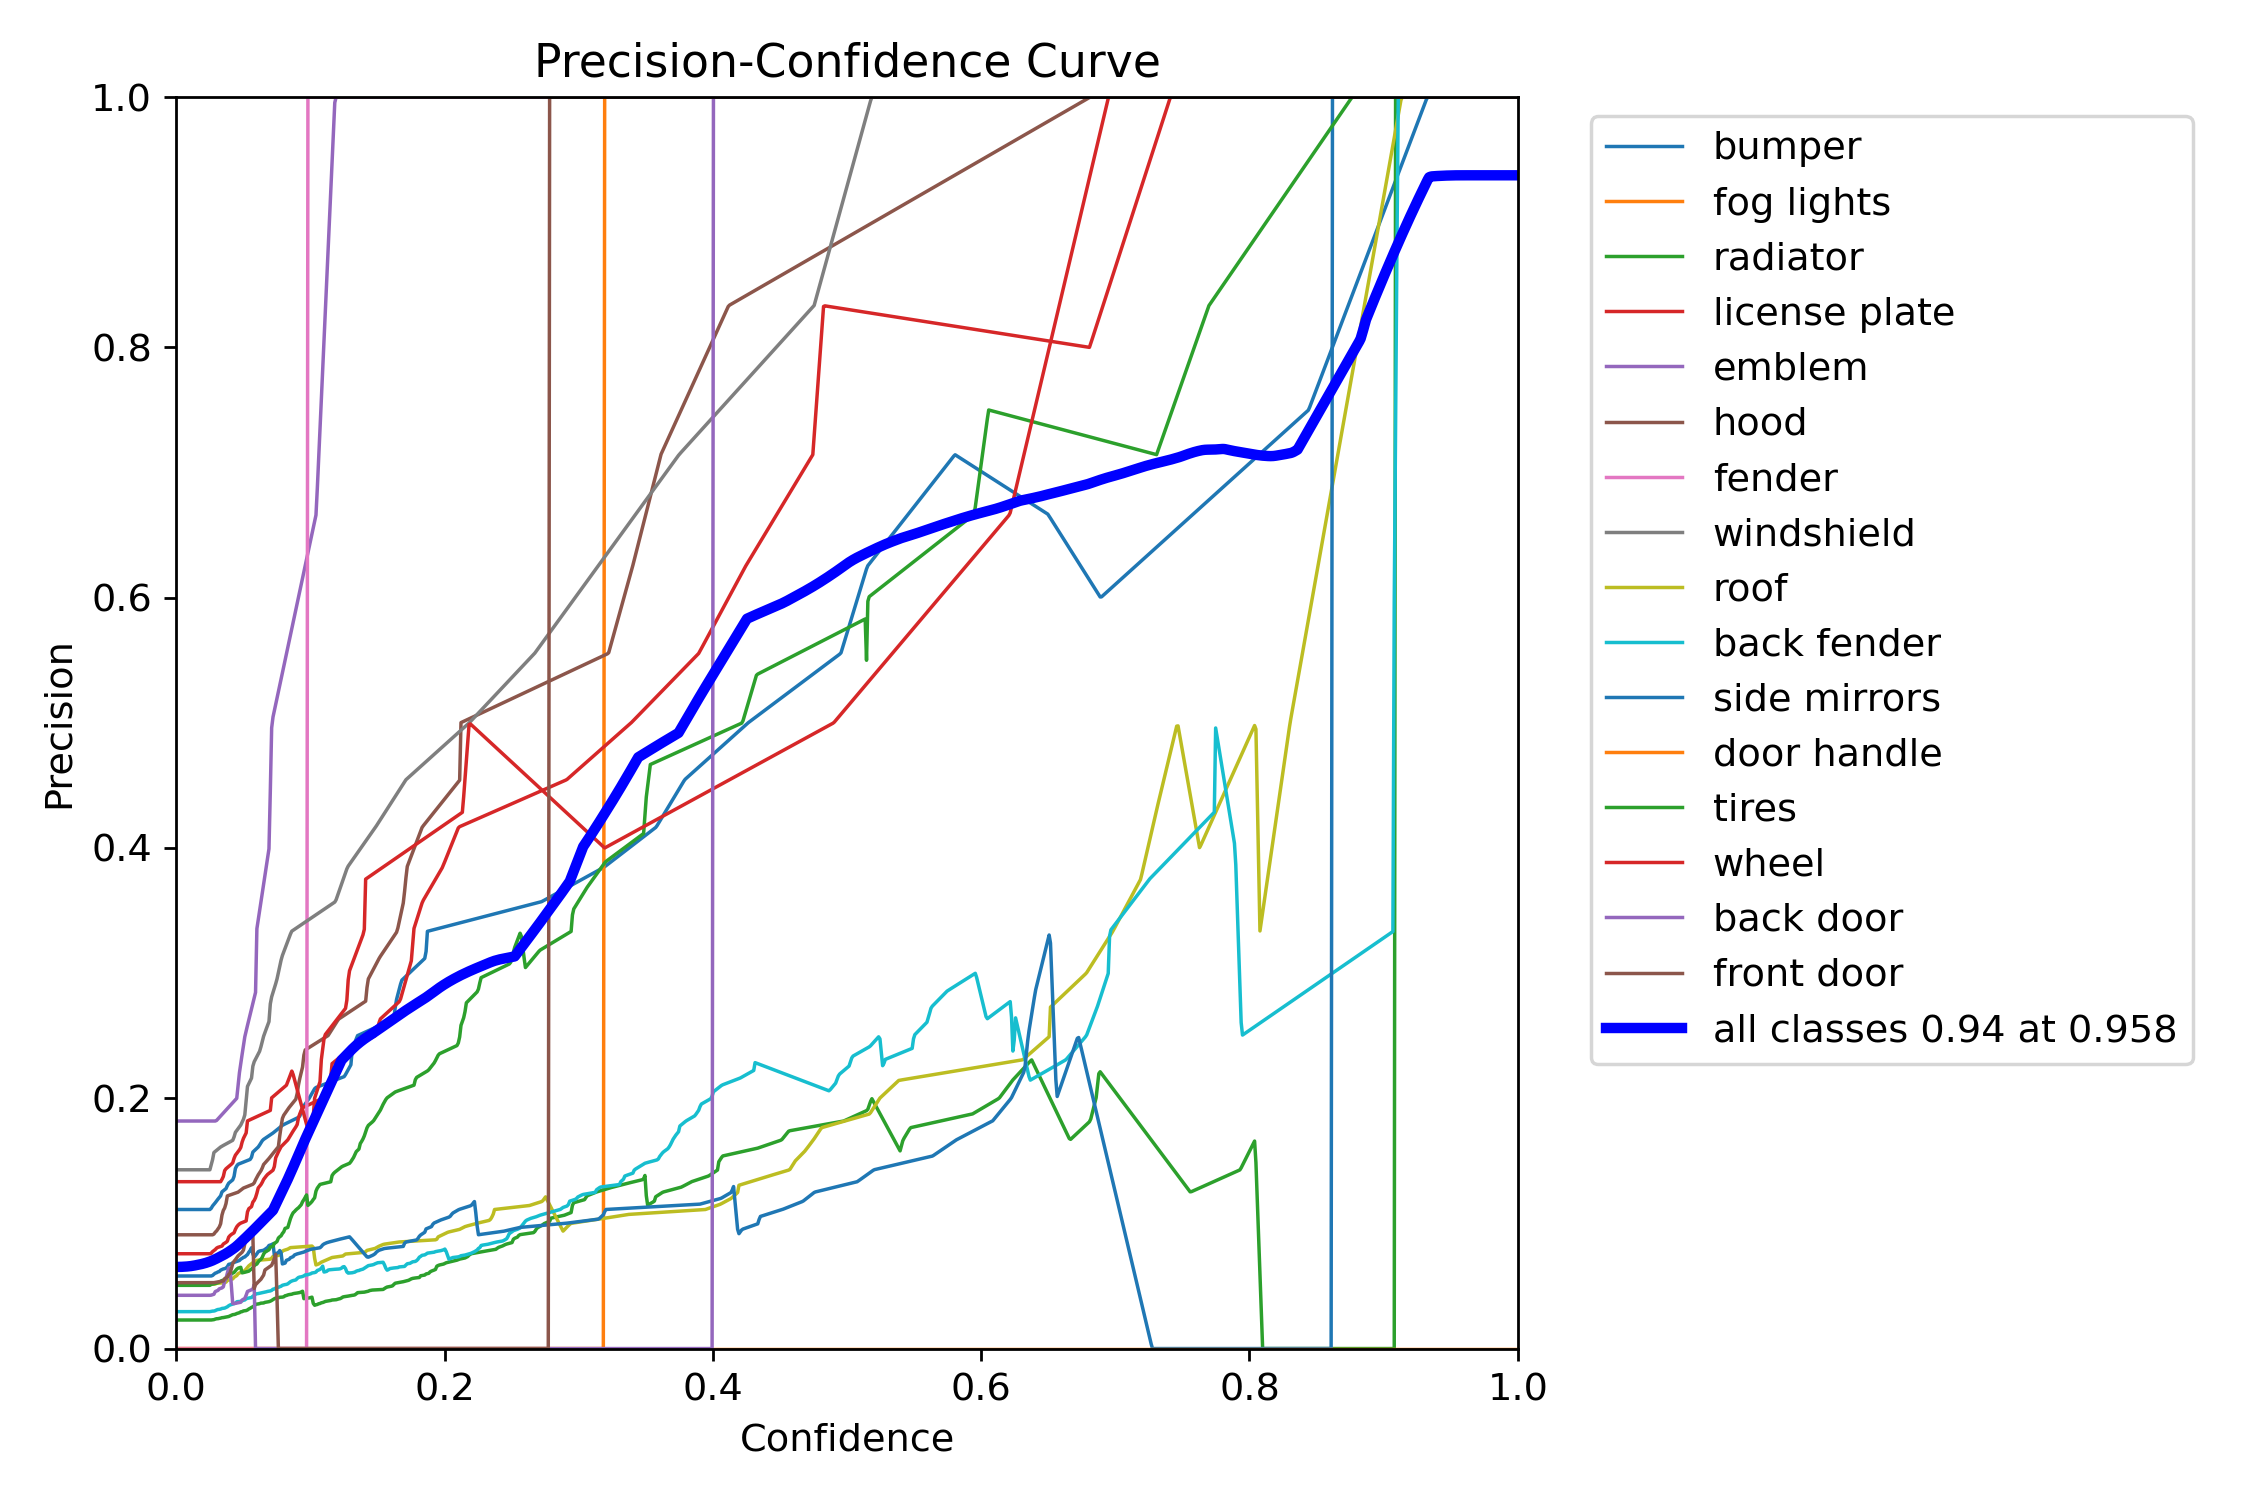 Precision-Confidence Curve
1.0
0.8
0.6
0.4
0.2
0.0
Precision
0.0 0.2 0.4 0.6 0.8 1.0
Confidence
bumper
fog lights
radiator
license plate
emblem
hood
fender
windshield
roof
back fender
side mirrors
door handle
tires
wheel
back door
front door
all classes 0.94 at 0.958